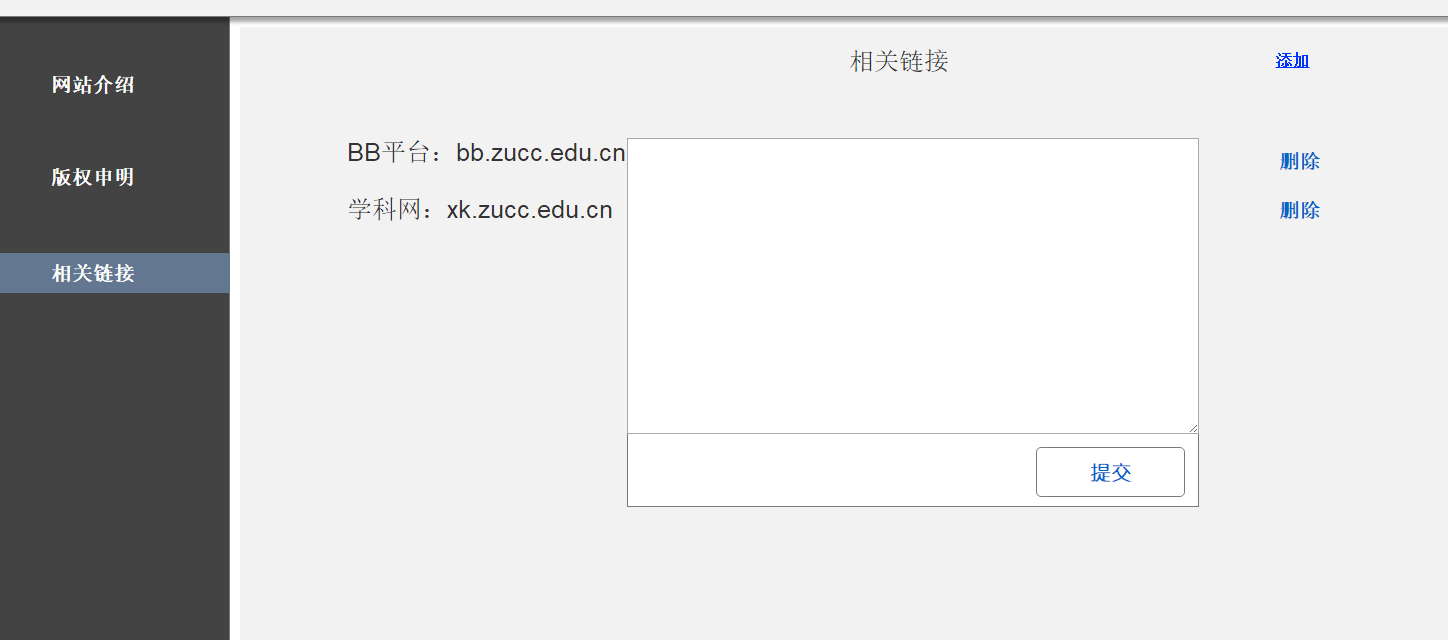 相关链接 添加
网站介绍
BB平台：bb.zucc.edu.cn 删除
版权申明
学科网：xk.zucc.edu.cn 删除
相关链接
提交